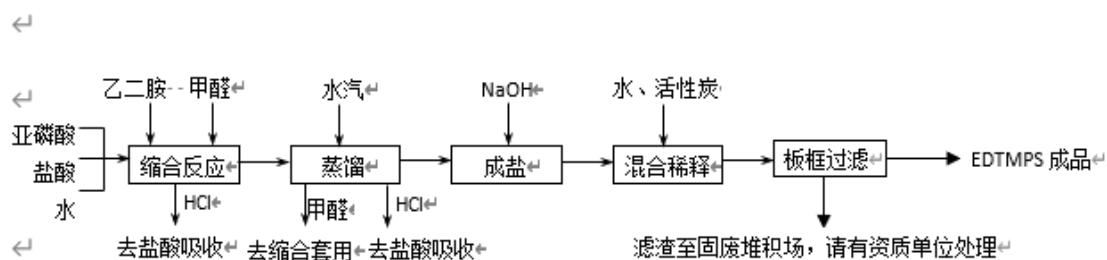 乙二胺 甲醛
水汽
NaOH
水、活性炭
亚磷酸
盐酸
水
缩合反应
蒸馏
成盐
混合稀释
板框过滤
EDTMPS 成品
HCl
甲醛
HCl
去盐酸吸收
去缩合套用
去盐酸吸收
滤渣至固废堆积场，请有资质单位处理